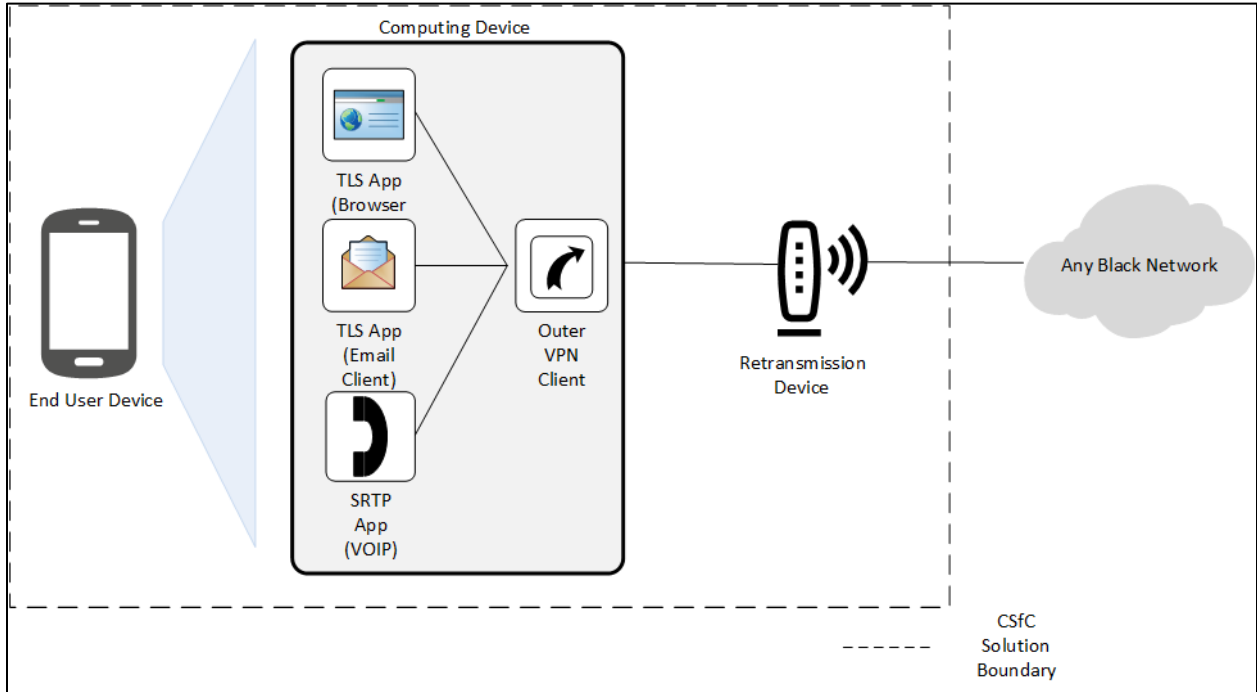 Computing Device
TLS App
(Browser
TLS App
(Email
Client)
SRTP
App
(VOIP)
Outer
VPN
Client
End User Device
Retransmission
Device
Any Black Network
CSfC
Solution
Boundary